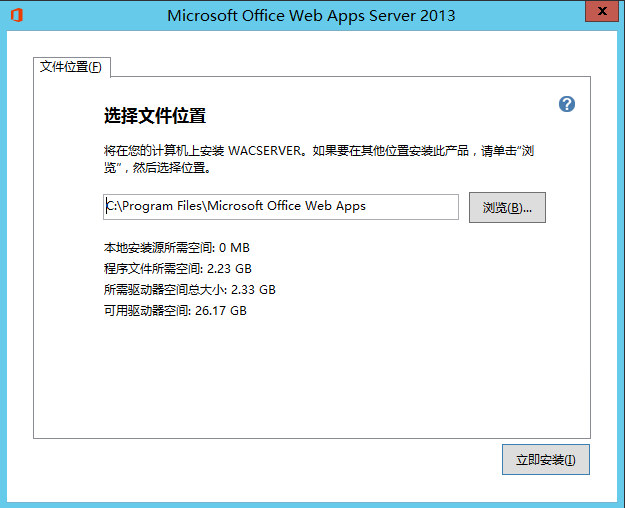 Microsoft Office Web Apps Server 2013
x
文件位置(F)
选择文件位置
?
将在您的计算机上安装 WACSERVER。如果要在其他位置安装此产品，请单击“浏
览”，然后选择位置。
C:\Program Files\Microsoft Office Web Apps
浏览(B)...
本地安装源所需空间: 0 MB
程序文件所需空间: 2.23 GB
所需驱动器空间总大小: 2.33 GB
可用驱动器空间: 26.17 GB
立即安装(I)